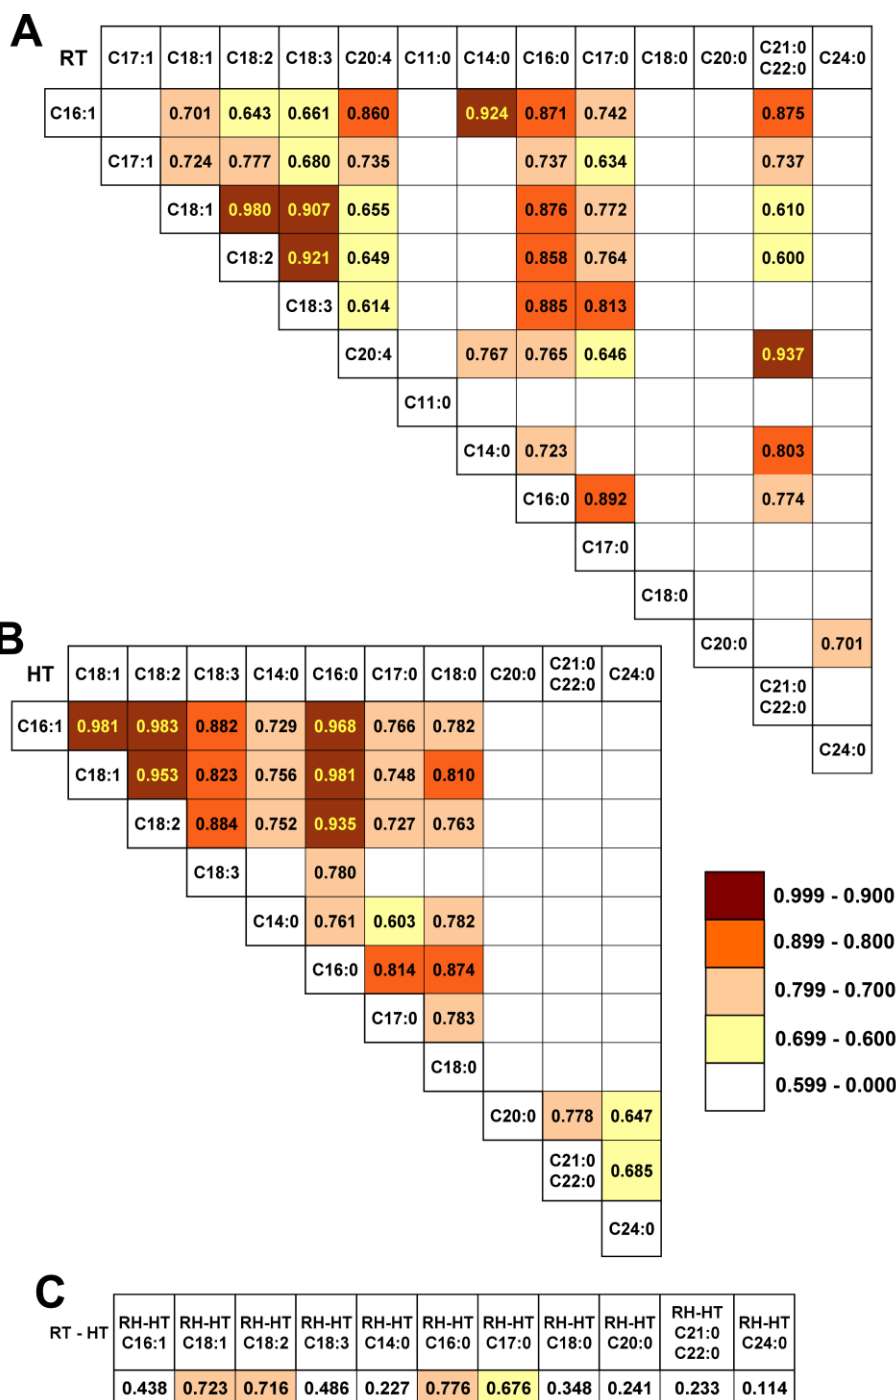 A
RT C17:1 C18:1 C18:2 C18:3 C20:4 C11:0 C14:0 C16:0 C17:0 C18:0 C20:0 C21:0 C22:0 C24:0
C16:1 0.701 0.643 0.661 0.860 0.924 0.871 0.742 0.875
C17:1 0.724 0.777 0.680 0.735 0.737 0.634 0.737
C18:1 0.980 0.907 0.655 0.876 0.772 0.610
C18:2 0.921 0.649 0.858 0.764 0.600
C18:3 0.614 0.885 0.813
C20:4 0.767 0.765 0.646 0.937
C11:0
C14:0 0.723 0.803
C16:0 0.892 0.774
C17:0
C18:0
C20:0 0.701
C21:0
C22:0
C24:0
B
HT C18:1 C18:2 C18:3 C14:0 C16:0 C17:0 C18:0 C20:0 C21:0 C22:0 C24:0
C16:1 0.981 0.983 0.882 0.729 0.968 0.766 0.782
C18:1 0.953 0.823 0.756 0.981 0.748 0.810
C18:2 0.884 0.752 0.935 0.727 0.763
C18:3 0.780
C14:0 0.761 0.603 0.782
C16:0 0.814 0.874
C17:0 0.783
C18:0
C20:0 0.778 0.647
C21:0 C22:0 0.685
C24:0
0.999 - 0.900
0.899 - 0.800
0.799 - 0.700
0.699 - 0.600
0.599 - 0.000
C
RT - HT RH-HT C16:1 RH-HT C18:1 RH-HT C18:2 RH-HT C18:3 RH-HT C14:0 RH-HT C16:0 RH-HT C17:0 RH-HT C18:0 RH-HT C20:0 RH-HT C21:0 C22:0 RH-HT C24:0
0.438 0.723 0.716 0.486 0.227 0.776 0.676 0.348 0.241 0.233 0.114